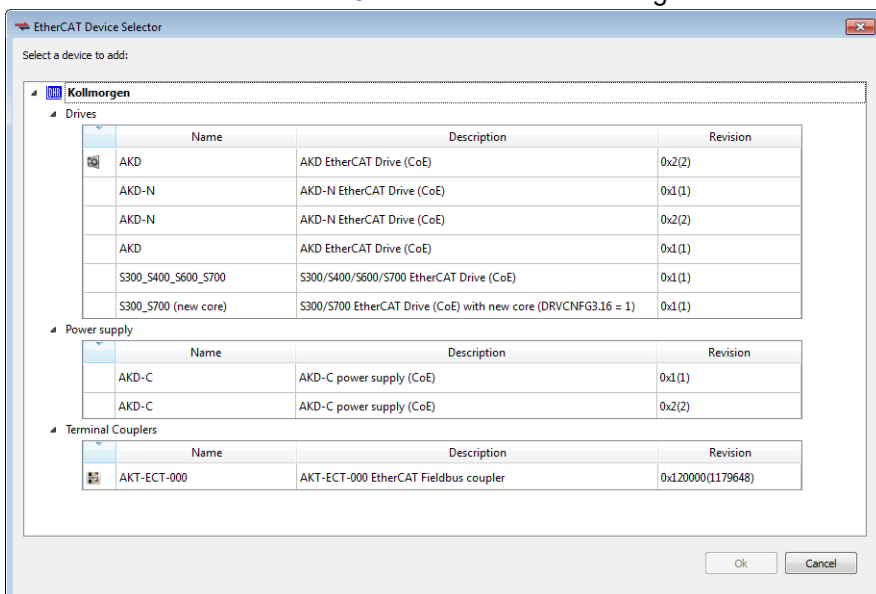 EtherCAT Device Selector
Select a device to add:
Kollmorgen
Drives
Name Description Revision
AKD AKD EtherCAT Drive (CoE) 0x2(2)
AKD-N AKD-N EtherCAT Drive (CoE) 0x1(1)
AKD-N AKD-N EtherCAT Drive (CoE) 0x2(2)
AKD AKD EtherCAT Drive (CoE) 0x1(1)
S300_S400_S600_S700 S300/S400/S600/S700 EtherCAT Drive (CoE) 0x1(1)
S300_S700 (new core) S300/S700 EtherCAT Drive (CoE) with new core (DRVCNFG3.16 = 1) 0x1(1)
Power supply
Name Description Revision
AKD-C AKD-C power supply (CoE) 0x1(1)
AKD-C AKD-C power supply (CoE) 0x2(2)
Terminal Couplers
Name Description Revision
AKT-ECT-000 AKT-ECT-000 EtherCAT Fieldbus coupler 0x120000(1179648)
Ok Cancel